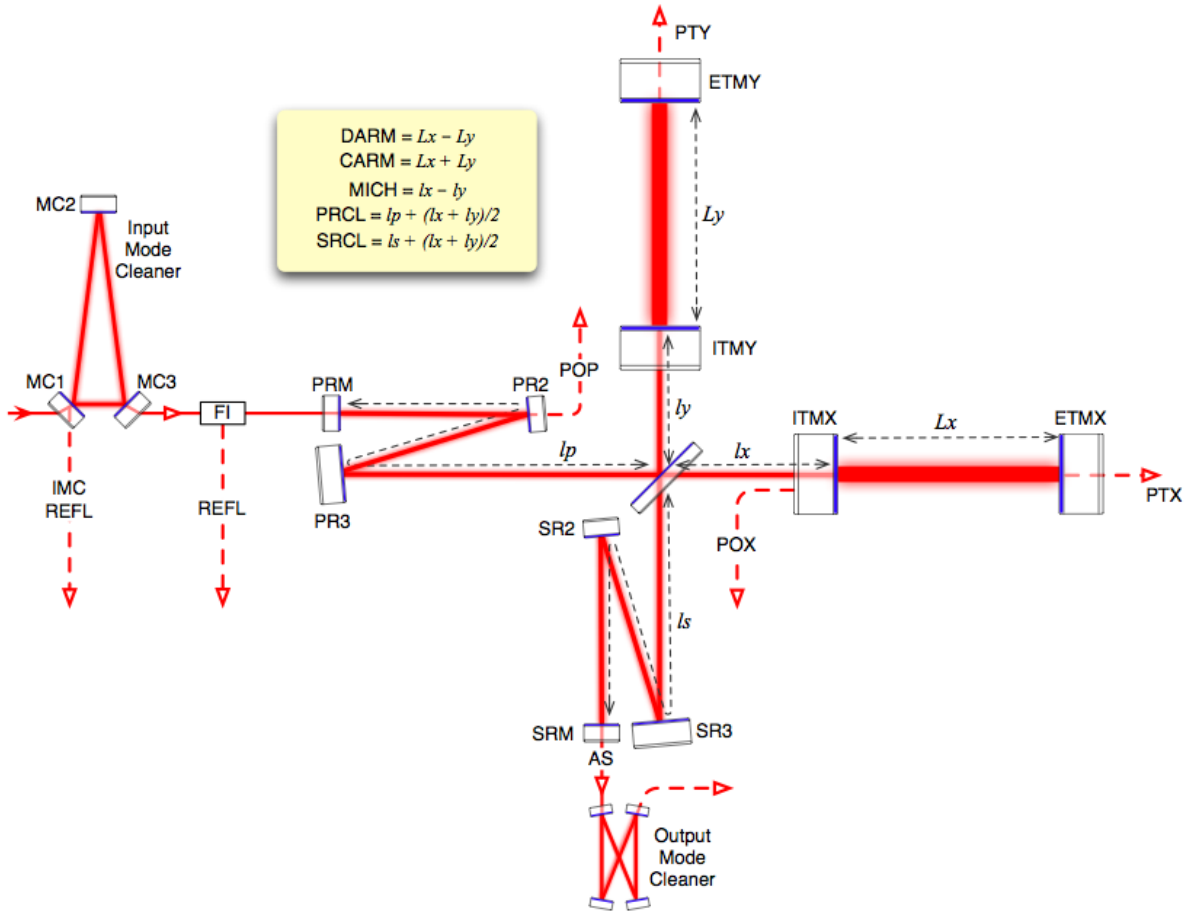 PTY
ETMY
DARM = Lx – Ly
CARM = Lx + Ly
MICH = lx – ly
PRCL = lp + (lx + ly)/2
SRCL = ls + (lx + ly)/2
MC2
Input
Mode
Cleaner
Ly
ITMY
MC1
MC3
FI
PRM
PR2
POP
ly
ITMX
Lx
ETMX
lp
lx
IMC
REFL
REFL
PR3
PTX
SR2
POX
ls
SRM
SR3
AS
Output
Mode
Cleaner